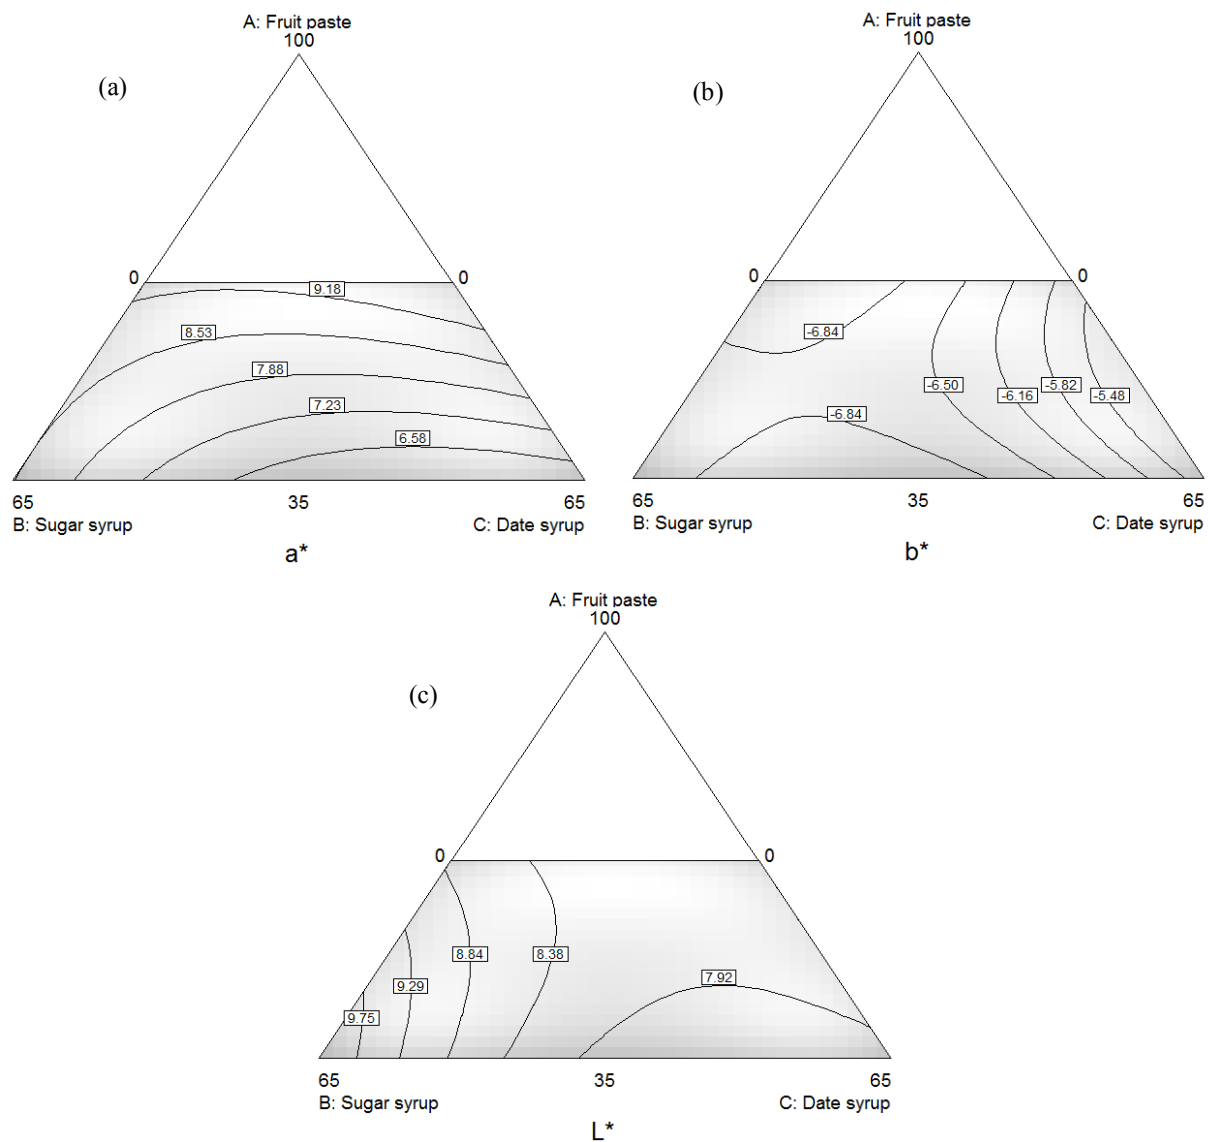 A: Fruit paste
100
(a)
0
0
9.18
8.53
7.88
7.23
6.58
65
35
65
B: Sugar syrup
C: Date syrup
a*
A: Fruit paste
100
(b)
0
0
-6.84
-6.50
-6.16
-5.82
-5.48
-6.84
65
35
65
B: Sugar syrup
C: Date syrup
b*
A: Fruit paste
100
(c)
0
0
8.84
8.38
9.29
7.92
9.75
65
35
65
B: Sugar syrup
C: Date syrup
L*